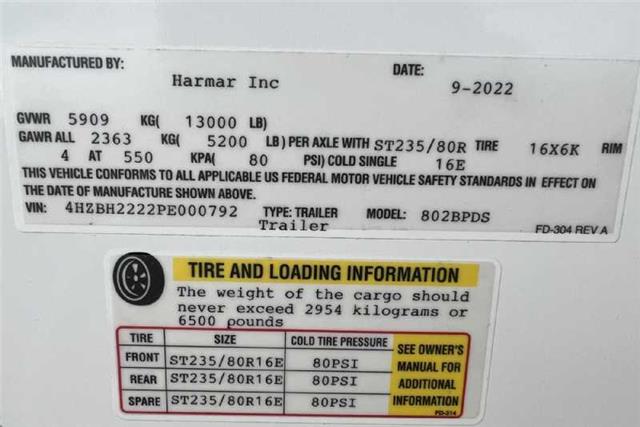 MANUFACTURED BY: Harmar Inc DATE: 9-2022
GVWR 5909 KG( 13000 LB)
GAWR ALL 2363 KG( 5200 LB) PER AXLE WITH ST235/80R TIRE 16X6K RIM
4 AT 550 KPA( 80 PSI) COLD SINGLE 16E
THIS VEHICLE CONFORMS TO ALL APPLICABLE US FEDERAL MOTOR VEHICLE SAFETY STANDARDS IN EFFECT ON
THE DATE OF MANUFACTURE SHOWN ABOVE.
VIN: 4HZBH2222PE000792 TYPE: TRAILER MODEL: 802BPDS
Trailer FD-304 REV A
TIRE AND LOADING INFORMATION
The weight of the cargo should
never exceed 2954 kilograms or
6500 pounds
TIRE SIZE COLD TIRE PRESSURE
FRONT ST235/80R16E 80PSI
REAR ST235/80R16E 80PSI
SPARE ST235/80R16E 80PSI
SEE OWNER'S
MANUAL FOR
ADDITIONAL
INFORMATION
FD-314